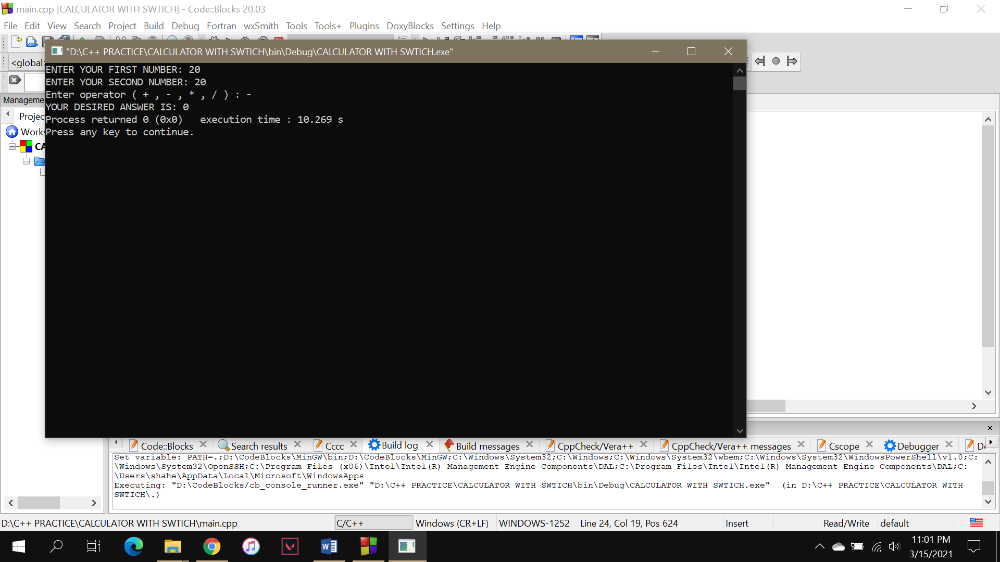 main.cpp [CALCULATOR WITH SWTICH] - Code::Blocks 20.03
File Edit View Search Project Build Debug Fortran wxSmith Tools Tools+ Plugins DoxyBlocks Settings Help
"D:\C++ PRACTICE\CALCULATOR WITH SWTICH\bin\Debug\CALCULATOR WITH SWTICH.exe"
<global>
ENTER YOUR FIRST NUMBER: 20
ENTER YOUR SECOND NUMBER: 20
Enter operator ( + , - , * , / ) : -
YOUR DESIRED ANSWER IS: 0
Process returned 0 (0x0)   execution time : 10.269 s
Press any key to continue.
Manageme
Projec
Works
CA
Code::Blocks Search results Cccc Build log Build messages CppCheck/Vera++ CppCheck/Vera++ messages Cscope Debugger
Set variable: PATH=.;D:\CodeBlocks\MinGW\bin;D:\CodeBlocks\MinGW;C:\Windows\System32;C:\Windows;C:\Windows\System32\wbem;C:\Windows\System32\WindowsPowerShell\v1.0;C:
\Windows\System32\OpenSSH;C:\Program Files (x86)\Intel\Intel(R) Management Engine Components\DAL;C:\Program Files\Intel\Intel(R) Management Engine Components\DAL;C:
\Users\shahe\AppData\Local\Microsoft\WindowsApps
Executing: "D:\CodeBlocks/cb_console_runner.exe" "D:\C++ PRACTICE\CALCULATOR WITH SWTICH\bin\Debug\CALCULATOR WITH SWTICH.exe"  (in D:\C++ PRACTICE\CALCULATOR WITH
SWTICH\.)
D:\C++ PRACTICE\CALCULATOR WITH SWTICH\main.cpp C/C++ Windows (CR+LF) WINDOWS-1252 Line 24, Col 19, Pos 624 Insert Read/Write default
11:01 PM
3/15/2021